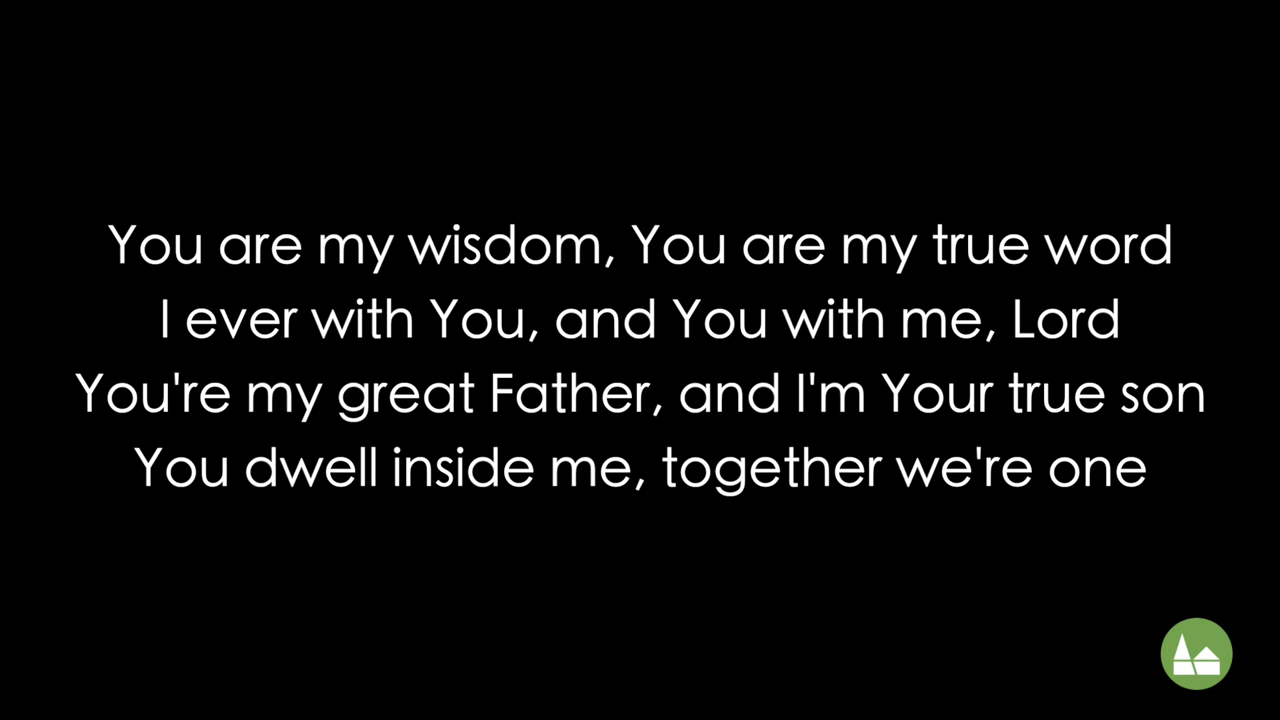 You are my wisdom, You are my true word
I ever with You, and You with me, Lord
You're my great Father, and I'm Your true son
You dwell inside me, together we're one